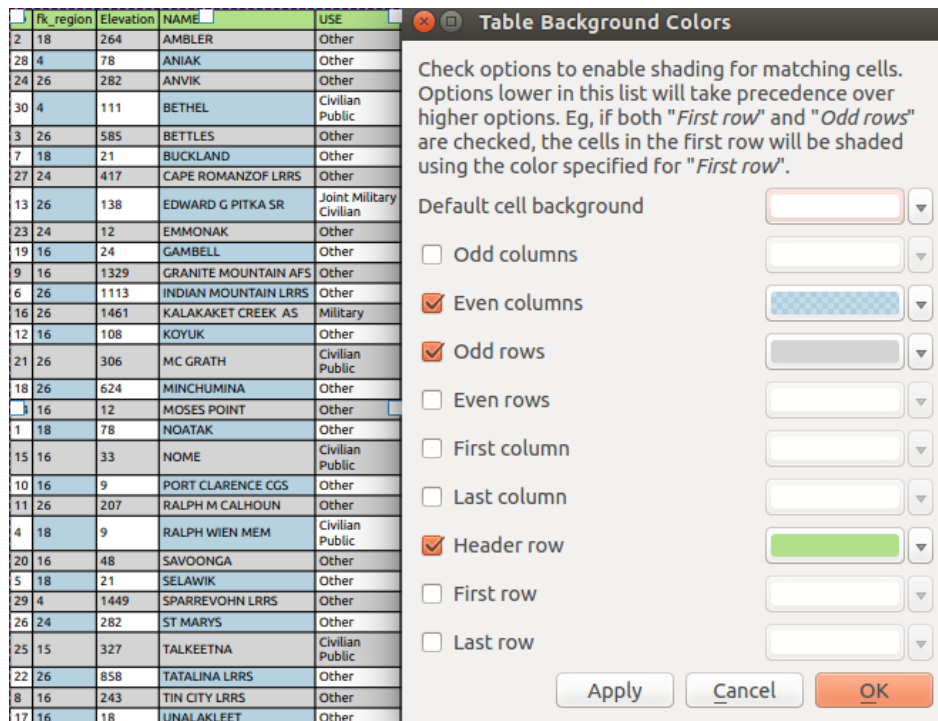 fk_region Elevation NAME USE
2 18 264 AMBLER Other
28 4 78 ANIAK Other
24 26 282 ANVIK Other
30 4 111 BETHEL Civilian
Public
3 26 585 BETTLES Other
7 18 21 BUCKLAND Other
27 24 417 CAPE ROMANZOF LRRS Other
13 26 138 EDWARD G PITKA SR Joint Military
Civilian
23 24 12 EMMONAK Other
19 16 24 GAMBELL Other
9 16 1329 GRANITE MOUNTAIN AFS Other
6 26 1113 INDIAN MOUNTAIN LRRS Other
16 26 1461 KALAKAKET CREEK AS Military
12 16 108 KOYUK Other
21 26 306 MC GRATH Civilian
Public
18 26 624 MINCHUMINA Other
16 12 MOSES POINT Other
1 18 78 NOATAK Other
15 16 33 NOME Civilian
Public
10 16 9 PORT CLARENCE CGS Other
11 26 207 RALPH M CALHOUN Other
4 18 9 RALPH WIEN MEM Civilian
Public
20 16 48 SAVOONGA Other
5 18 21 SELAWIK Other
29 4 1449 SPARREVOHN LRRS Other
26 24 282 ST MARYS Other
25 15 327 TALKEETNA Civilian
Public
22 26 858 TATALINA LRRS Other
8 16 243 TIN CITY LRRS Other
17 16 18 UNALAKLEET Other
Table Background Colors
Check options to enable shading for matching cells.
Options lower in this list will take precedence over
higher options. Eg, if both "First row" and "Odd rows"
are checked, the cells in the first row will be shaded
using the color specified for "First row".
Default cell background
Odd columns
Even columns
Odd rows
Even rows
First column
Last column
Header row
First row
Last row
Apply Cancel OK